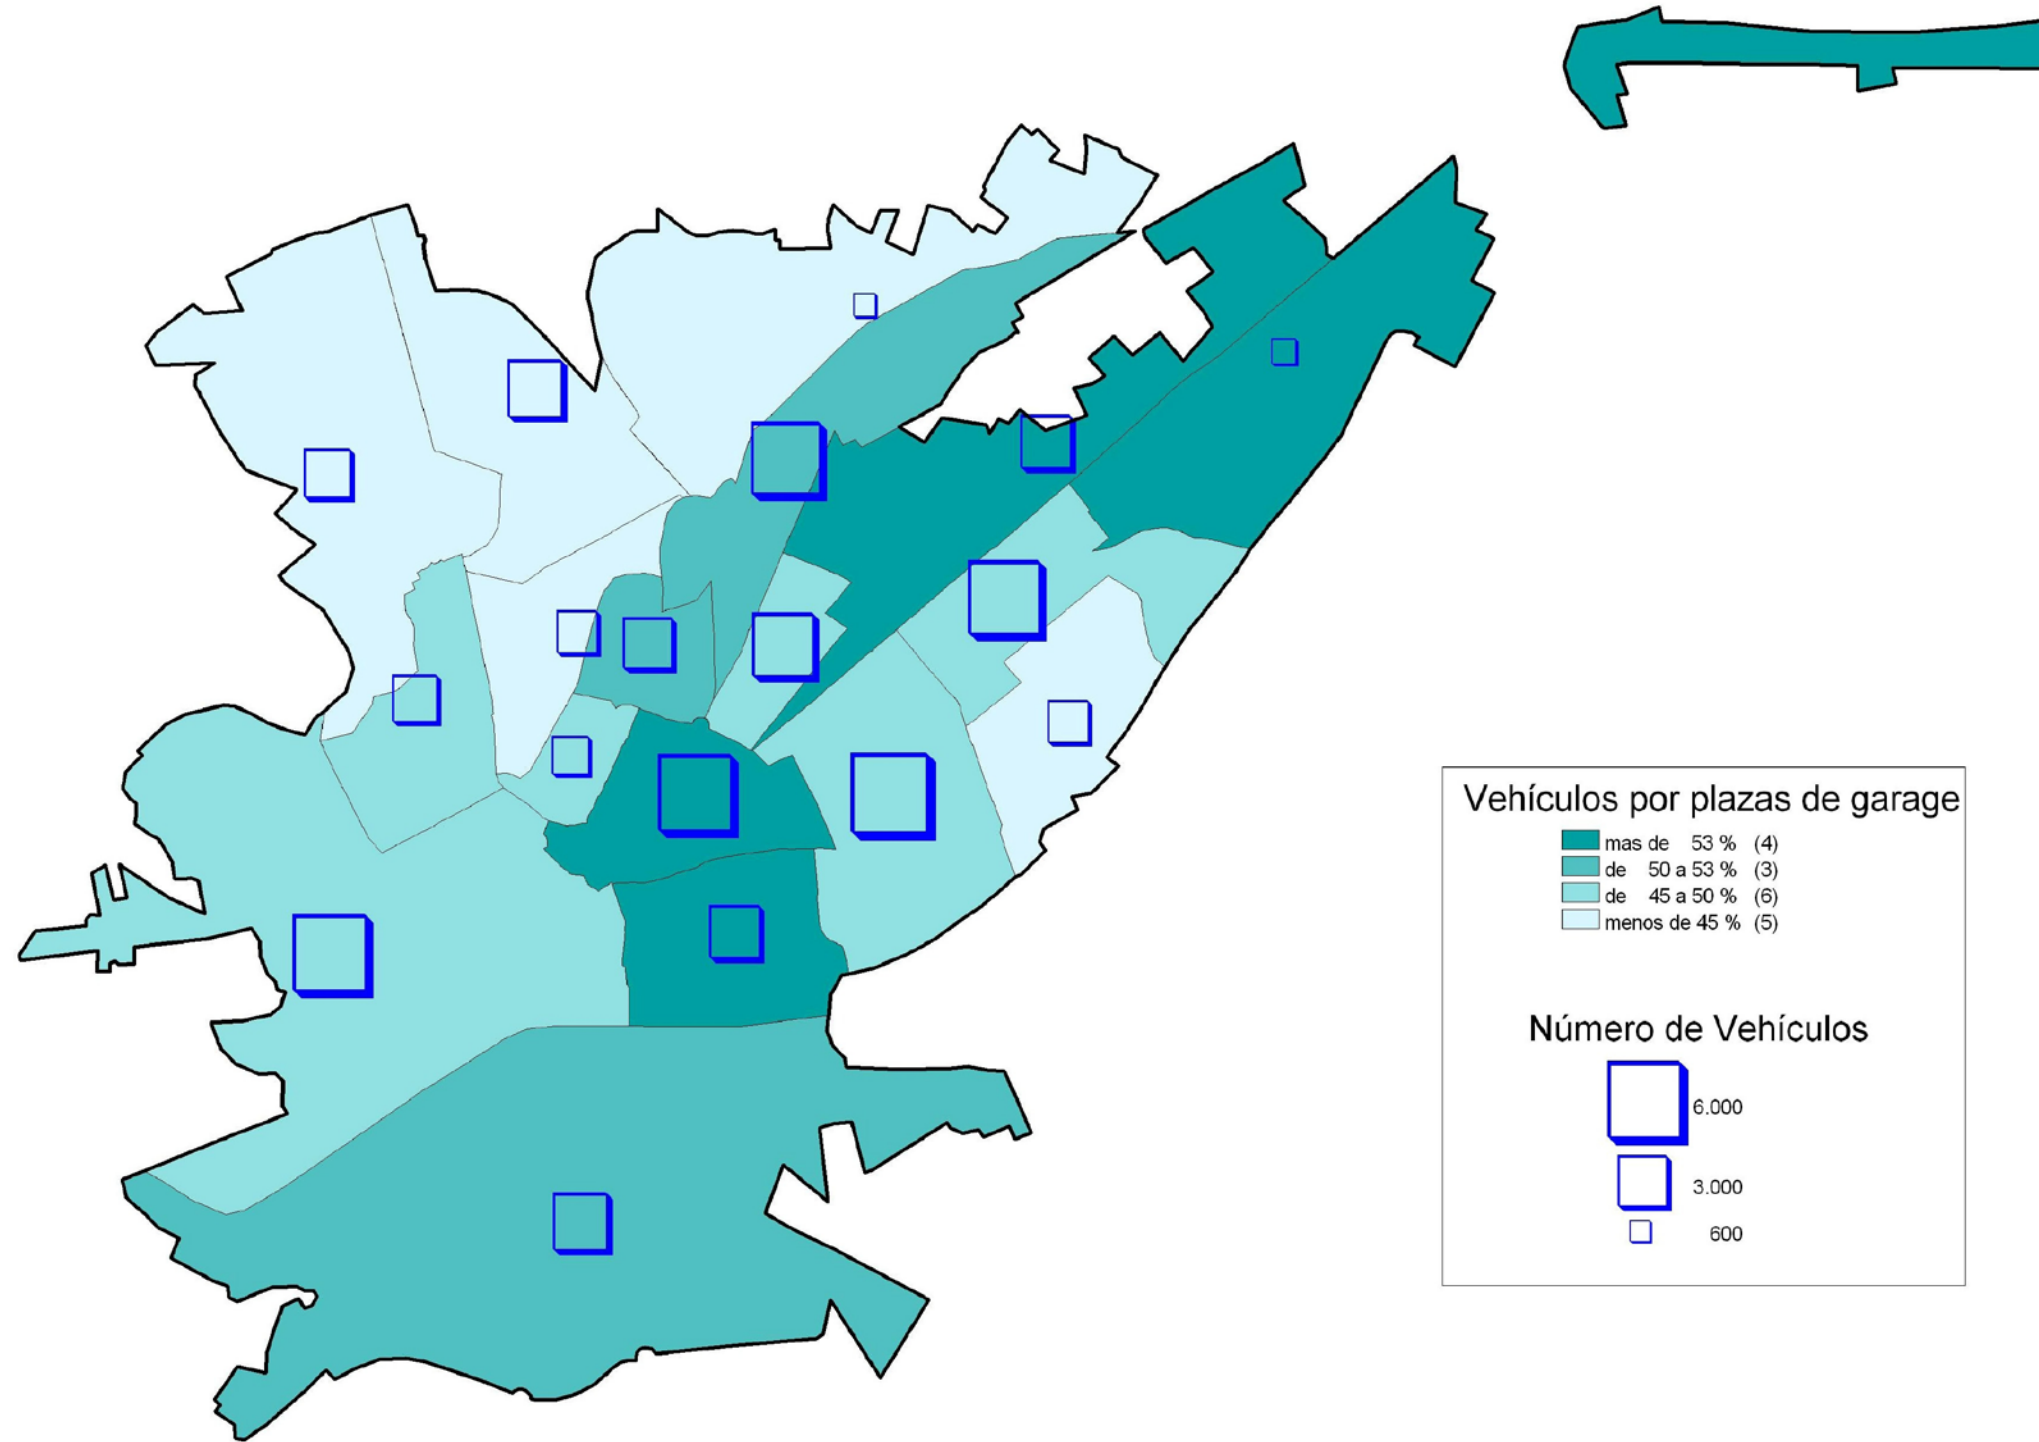 Vehículos por plazas de garage
mas de 53 % (4)
de 50 a 53 % (3)
de 45 a 50 % (6)
menos de 45 % (5)
Número de Vehículos
6.000
3.000
600